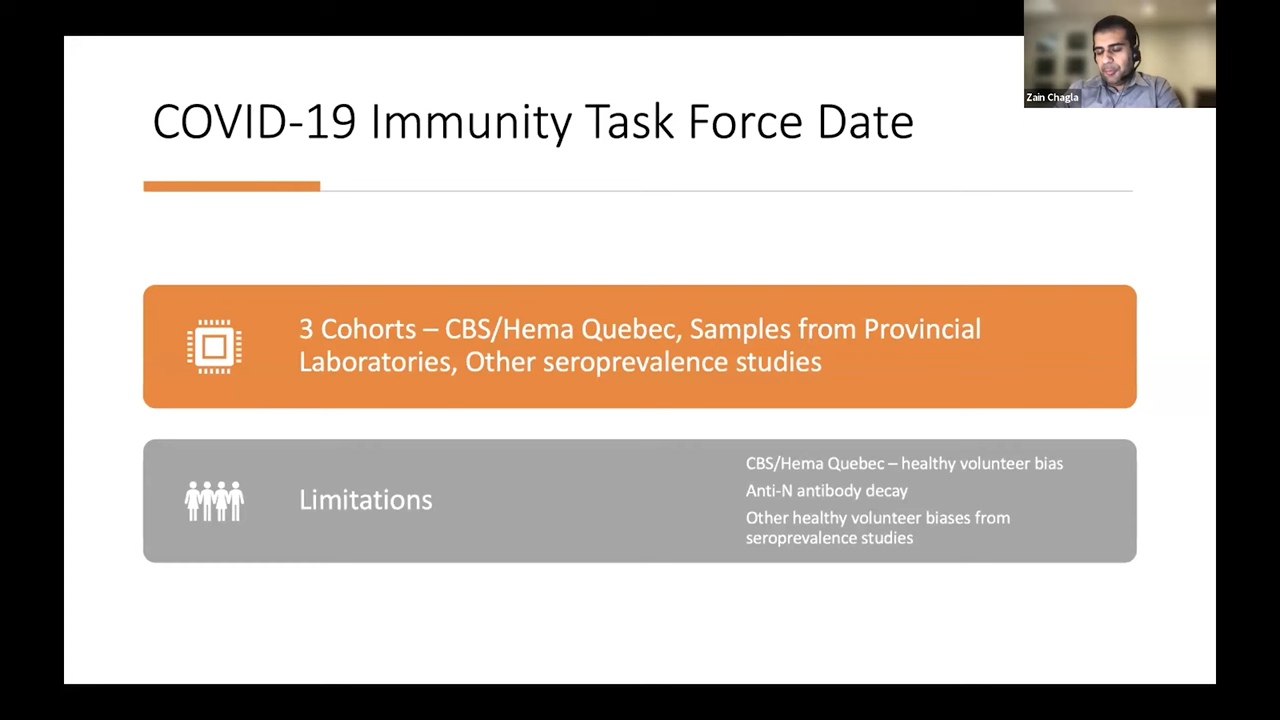 Zain Chagla
COVID-19 Immunity Task Force Date
3 Cohorts – CBS/Hema Quebec, Samples from Provincial
Laboratories, Other seroprevalence studies
Limitations
CBS/Hema Quebec – healthy volunteer bias
Anti-N antibody decay
Other healthy volunteer biases from
seroprevalence studies